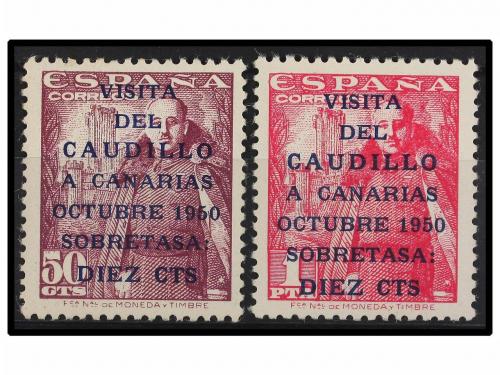 ESPAÑA
CORREOS
VISITA
DEL
CAUDILLO
A CANARIAS
OCTUBRE 1950
SOBRETASA:
DIEZ CTS
50
CTS
Fca Nal DE MONEDA Y TIMBRE
ESPAÑA
CORREOS
VISITA
DEL
CAUDILLO
A CANARIAS
OCTUBRE 1950
SOBRETASA:
DIEZ CTS
1
PTA
Fca Nal DE MONEDA Y TIMBRE